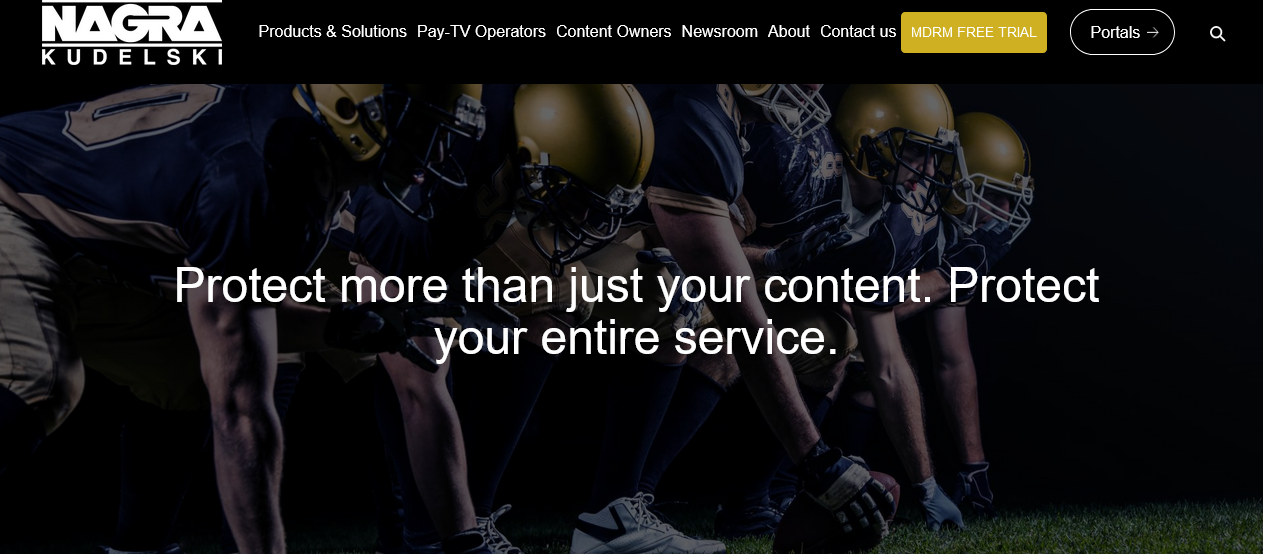 NAGRA
KUDELSKI
Products & Solutions Pay-TV Operators Content Owners Newsroom About Contact us MDRM FREE TRIAL Portals →
Protect more than just your content. Protect
your entire service.